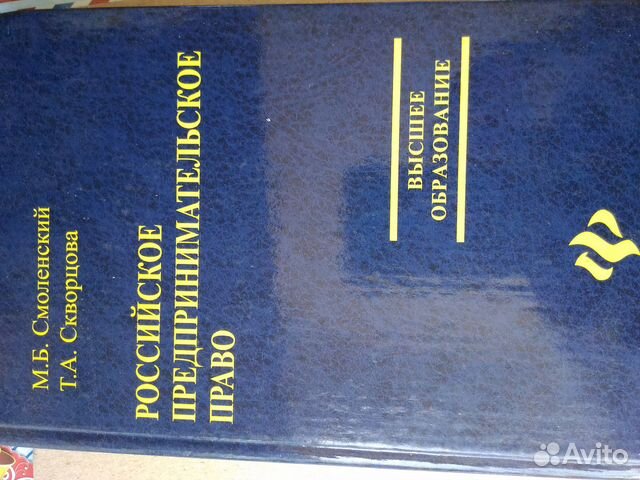 М.Б. Смоленский
Т.А. Скворцова
РОССИЙСКОЕ
ПРЕДПРИНИМАТЕЛЬСКОЕ
ПРАВО
ВЫСШЕЕ
ОБРАЗОВАНИЕ
Avito